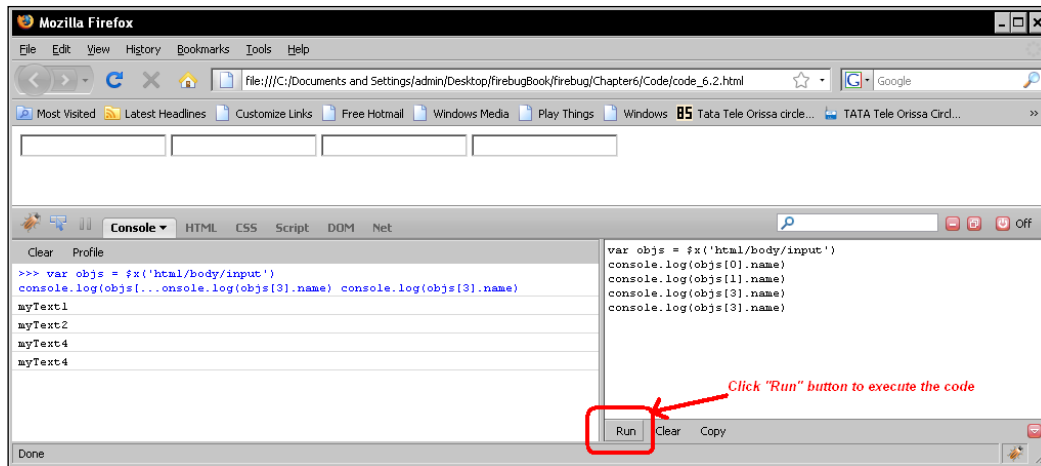 Mozilla Firefox
File Edit View History Bookmarks Tools Help
file:///C:/Documents and Settings/admin/Desktop/firebugBook/firebug/Chapter6/Code/code_6.2.html
G Google
Most Visited Latest Headlines Customize Links Free Hotmail Windows Media Play Things Windows 85 Tata Tele Orissa circle... TATA Tele Orissa Circl... »
Console HTML CSS Script DOM Net
Off
Clear Profile
>>> var objs = $x('html/body/input')
console.log(objs[...onsole.log(objs[3].name) console.log(objs[3].name)
myText1
myText2
myText4
myText4
var objs = $x('html/body/input')
console.log(objs[0].name)
console.log(objs[1].name)
console.log(objs[3].name)
console.log(objs[3].name)
Click "Run" button to execute the code
Run Clear Copy
Done